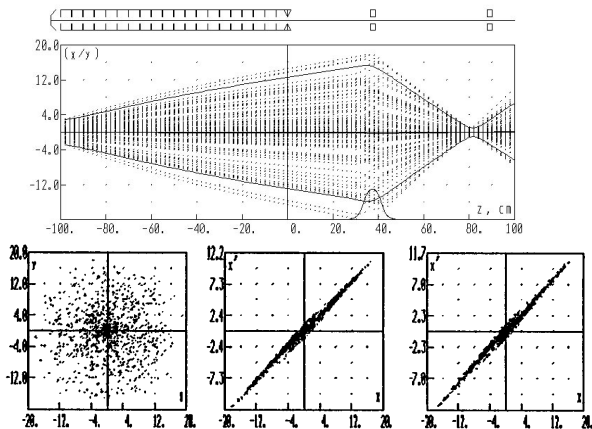 20.0
(x/y)
12.0
4.0
-4.0
-12.0
z, cm
-100. -80. -60. -40. -20. 0. 20. 40. 60. 80. 100
20.0 y
12.0
4.0
-4.0
-12.0
-20. -12. -4. 4. 12. 20.
12.2 x'
7.3
2.4
-2.4
-7.3
x
-20. -12. -4. 4. 12. 20.
11.7 x'
7.0
2.3
-7.0
x
-20. -12. -4. 4. 12. 20.